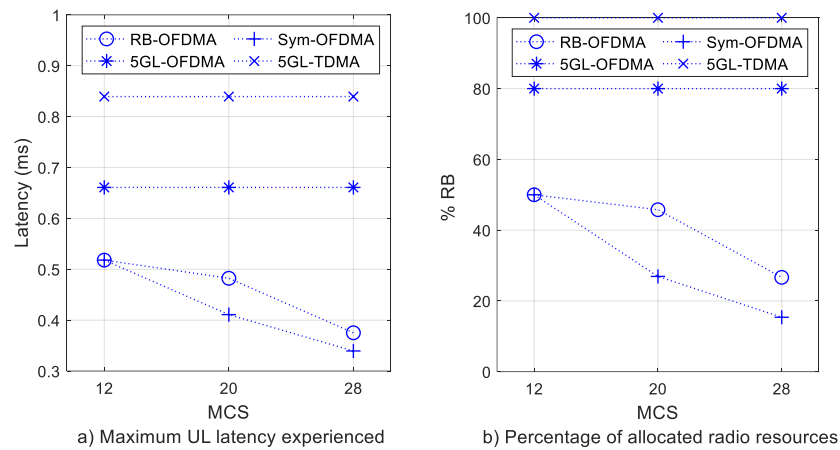 1
0.9
0.8
0.7
0.6
0.5
0.4
0.3
Latency (ms)
RB-OFDMA
Sym-OFDMA
5GL-OFDMA
5GL-TDMA
12
20
28
MCS
a) Maximum UL latency experienced
100
80
60
40
20
0
% RB
RB-OFDMA
Sym-OFDMA
5GL-OFDMA
5GL-TDMA
12
20
28
MCS
b) Percentage of allocated radio resources